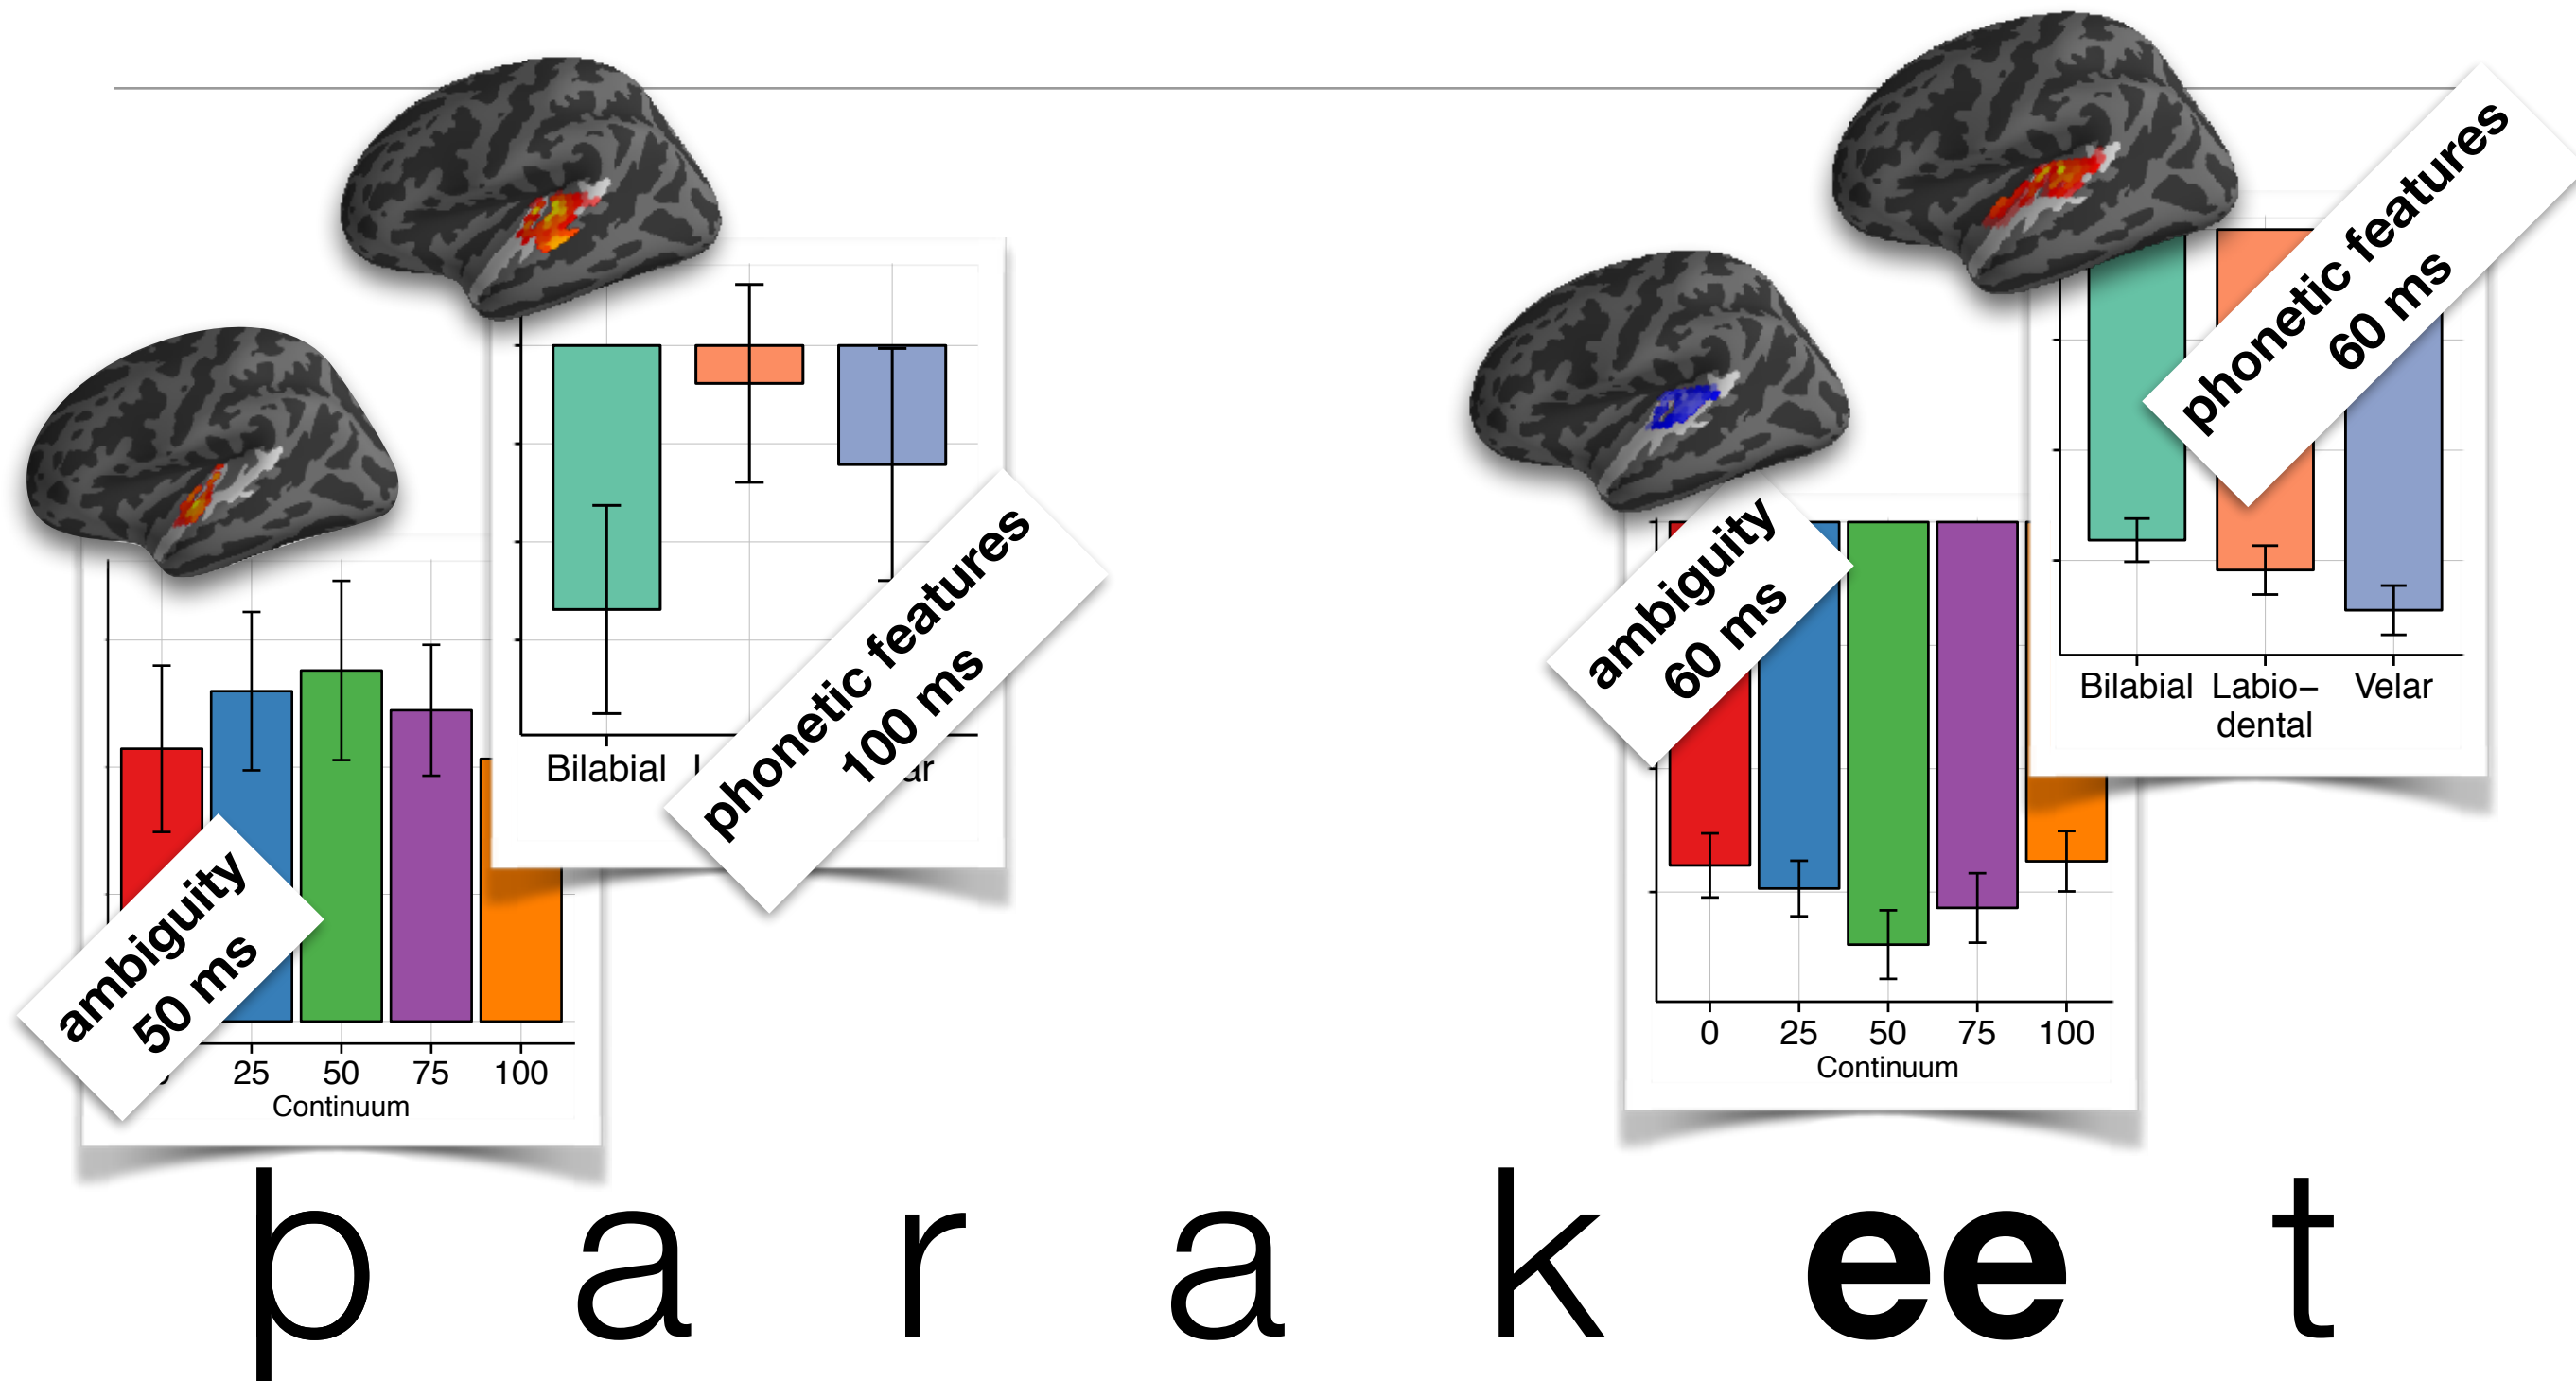 phonetic features
60 ms
Bilabial
Labio–
dental
Velar
phonetic features
100 ms
Bilabial
ambiguity
60 ms
0 25 50 75 100
Continuum
ambiguity
50 ms
25 50 75 100
Continuum
p a r a k ee t